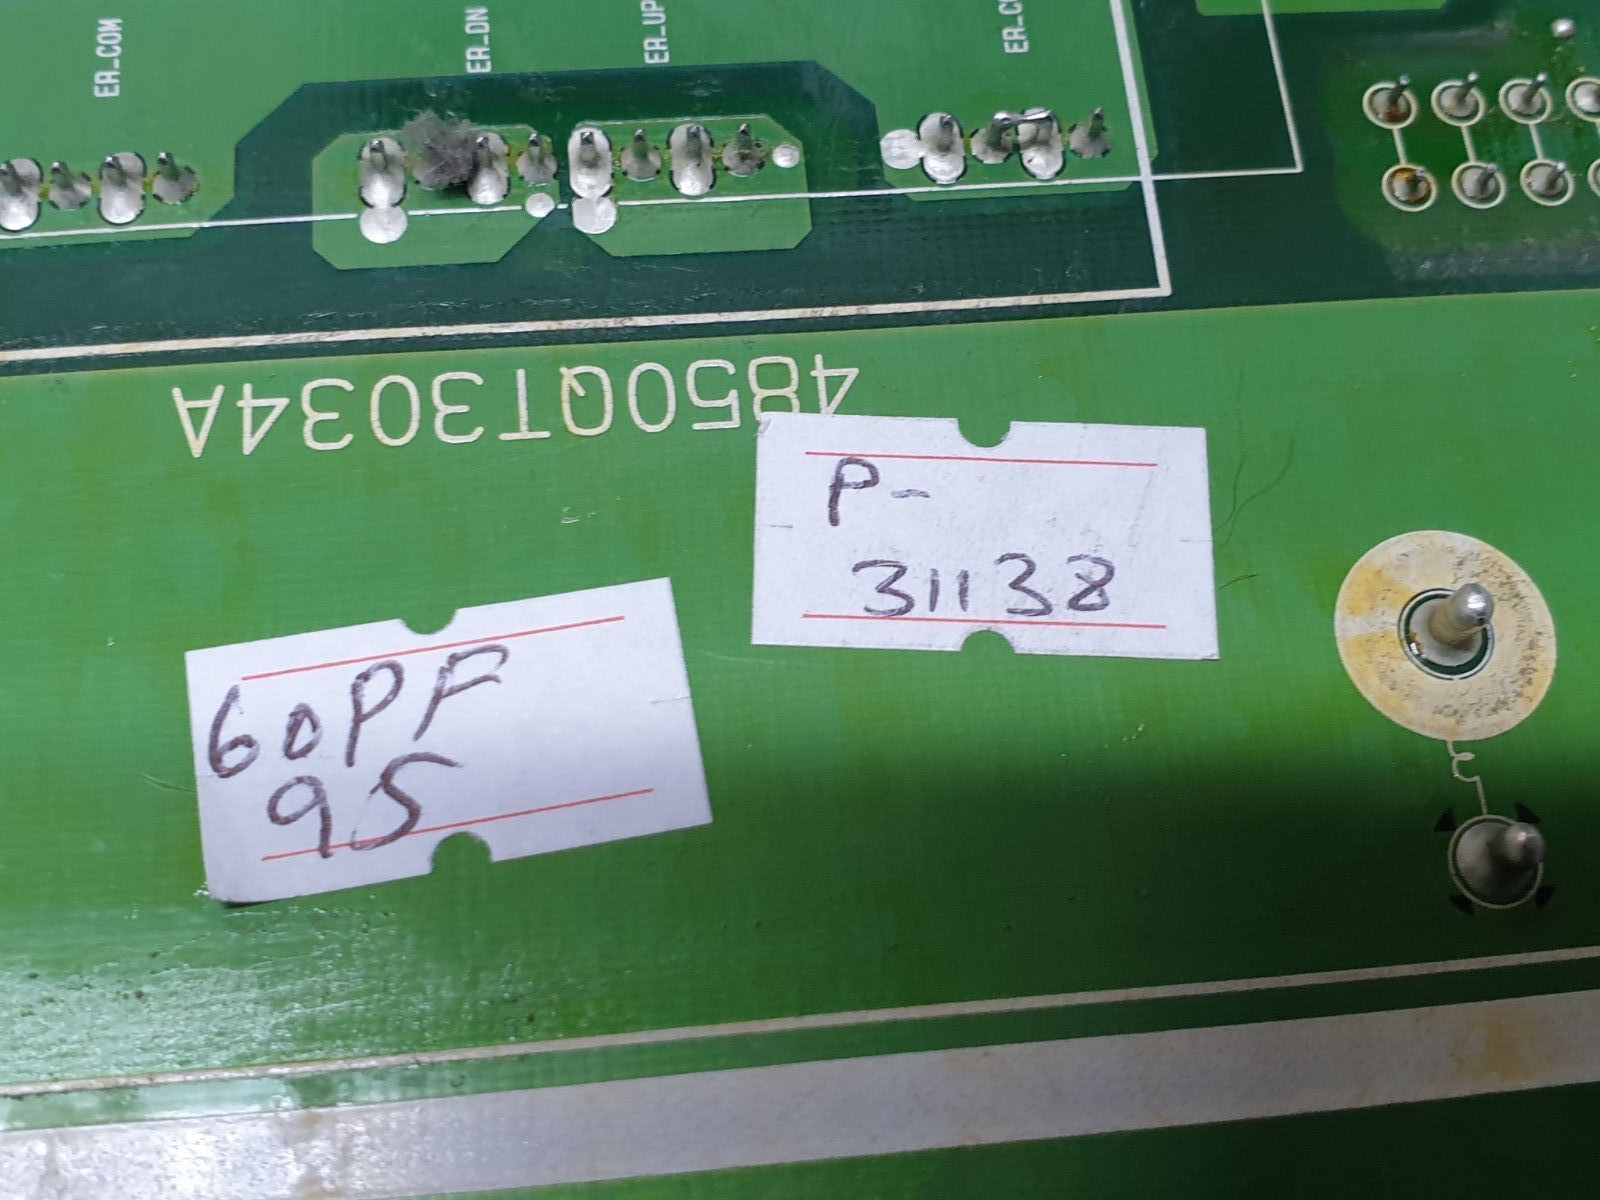 ER_COM
ER_DN
ER_UP
4850QT3034A
P-
31138
60PF
95